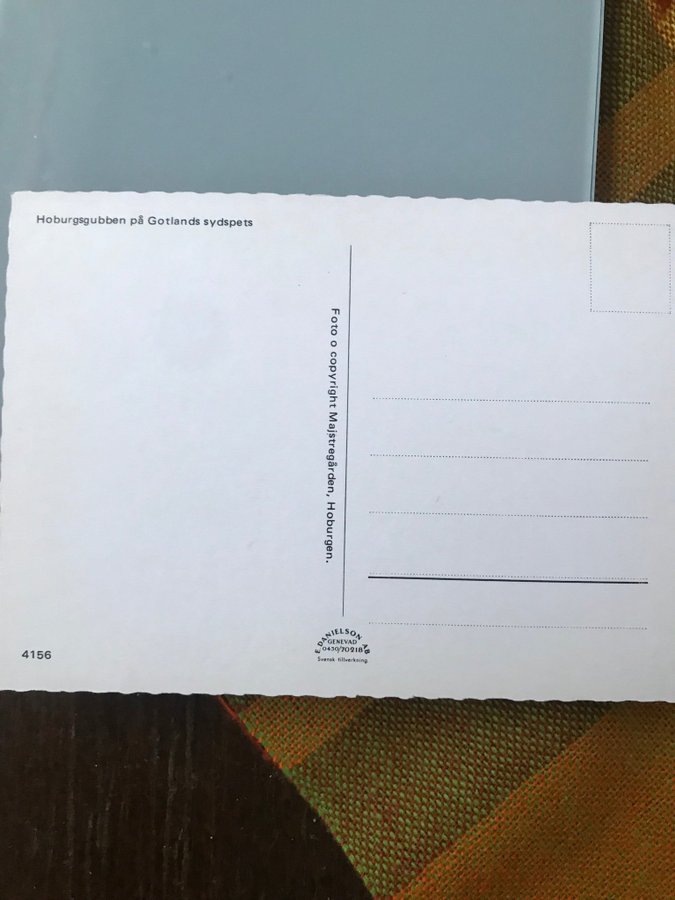 Hoburgsgubben på Gotlands sydspets
Foto o copyright Majstregården, Hoburgen.
4156
E. DANIELSON AB
GENEVAD
0430/70218
Svensk tillverkning.